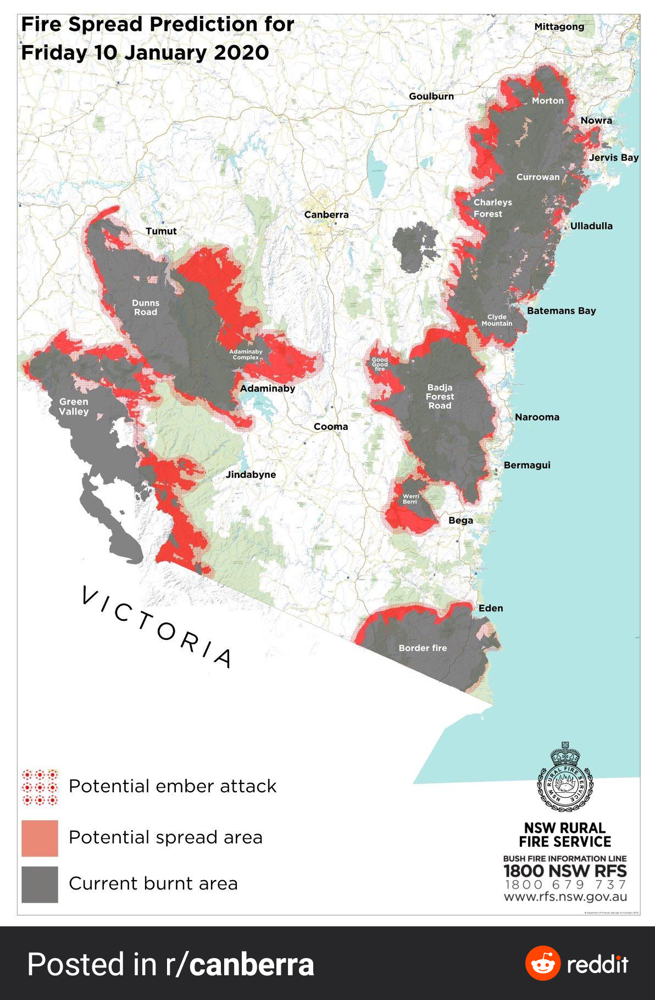 Fire Spread Prediction for
Friday 10 January 2020
Mittagong
Goulburn
Morton
Nowra
Jervis Bay
Currowan
Charleys
Forest
Canberra
Ulladulla
Tumut
Dunns
Road
Batemans Bay
Clyde
Mountain
Adaminaby
Complex
Good
Good
fire
Adaminaby
Badja
Forest
Road
Green
Valley
Narooma
Cooma
Bermagui
Jindabyne
Werri
Berri
Bega
VICTORIA
Eden
Border fire
Potential ember attack
Potential spread area
Current burnt area
NSW RURAL FIRE SERVICE
NSW RURAL
FIRE SERVICE
BUSH FIRE INFORMATION LINE
1800 NSW RFS
1800 679 737
www.rfs.nsw.gov.au
Posted in r/canberra
reddit